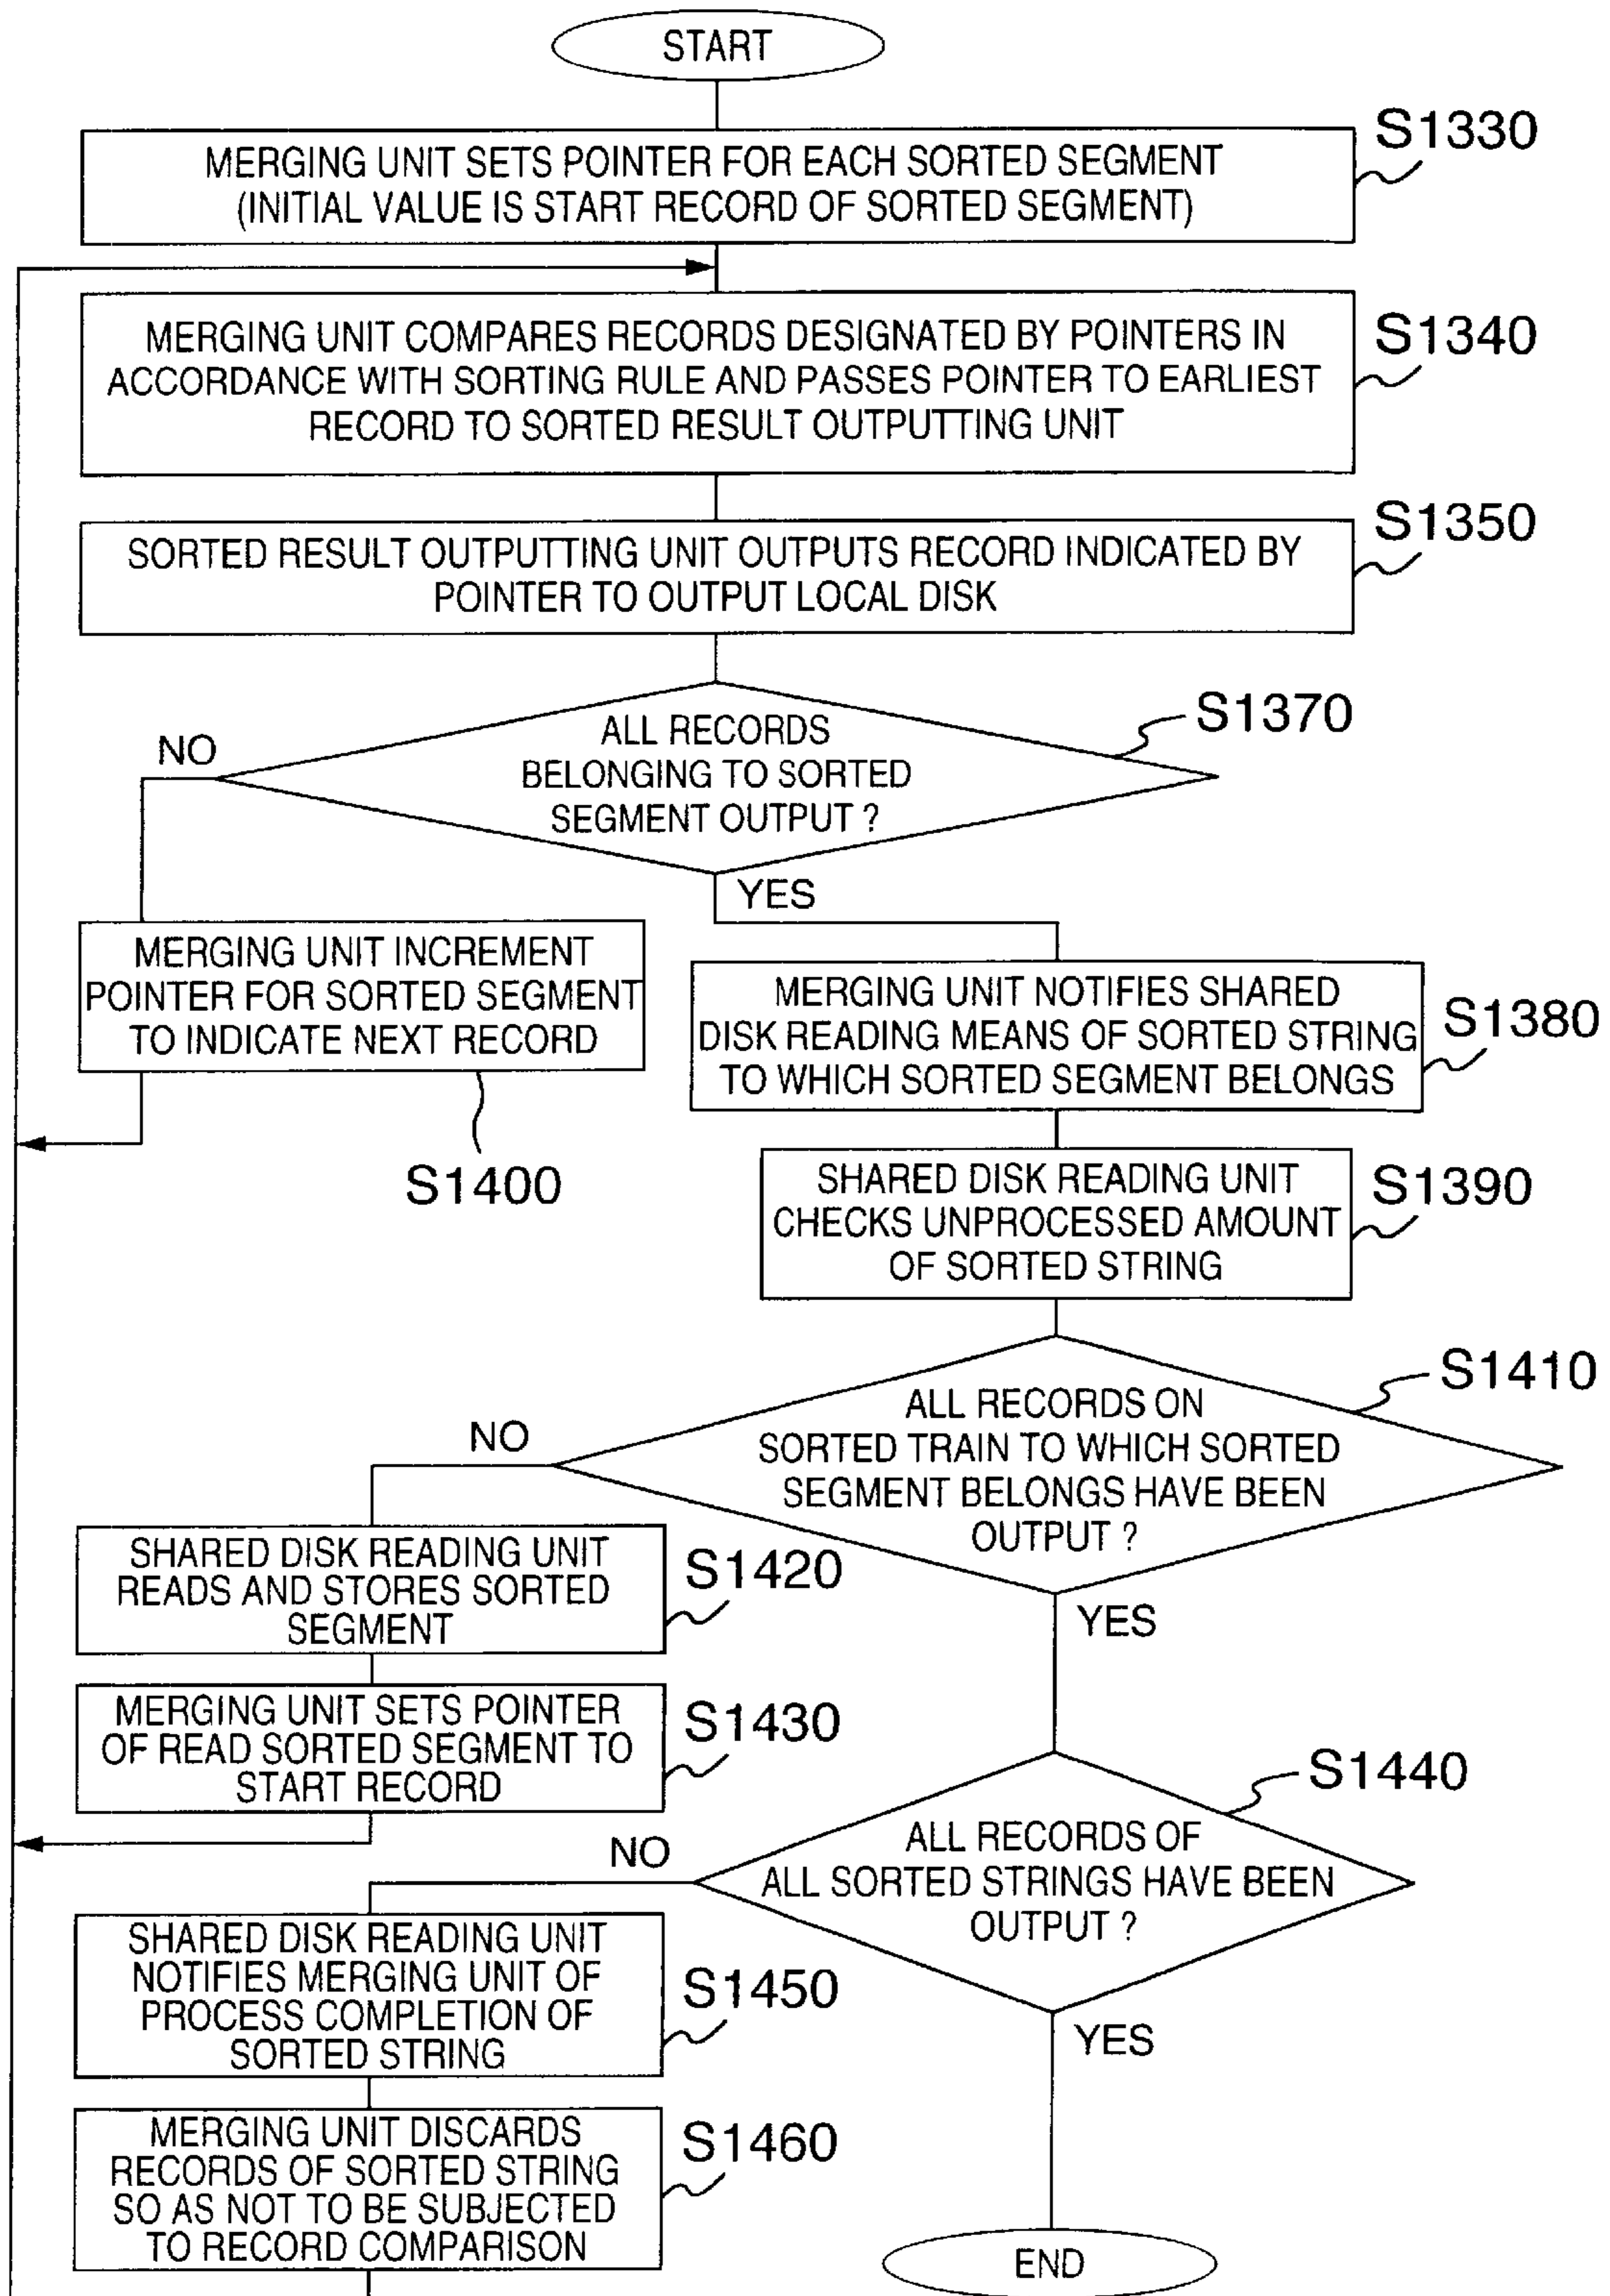 START
S1330
MERGING UNIT SETS POINTER FOR EACH SORTED SEGMENT
(INITIAL VALUE IS START RECORD OF SORTED SEGMENT)
S1340
MERGING UNIT COMPARES RECORDS DESIGNATED BY POINTERS IN
ACCORDANCE WITH SORTING RULE AND PASSES POINTER TO EARLIEST
RECORD TO SORTED RESULT OUTPUTTING UNIT
S1350
SORTED RESULT OUTPUTTING UNIT OUTPUTS RECORD INDICATED BY
POINTER TO OUTPUT LOCAL DISK
S1370
ALL RECORDS
BELONGING TO SORTED
SEGMENT OUTPUT ?
NO
YES
MERGING UNIT INCREMENT
POINTER FOR SORTED SEGMENT
TO INDICATE NEXT RECORD
S1400
MERGING UNIT NOTIFIES SHARED
DISK READING MEANS OF SORTED STRING
TO WHICH SORTED SEGMENT BELONGS
S1380
SHARED DISK READING UNIT
CHECKS UNPROCESSED AMOUNT
OF SORTED STRING
S1390
S1410
ALL RECORDS ON
SORTED TRAIN TO WHICH SORTED
SEGMENT BELONGS HAVE BEEN
OUTPUT ?
NO
YES
SHARED DISK READING UNIT
READS AND STORES SORTED
SEGMENT
S1420
MERGING UNIT SETS POINTER
OF READ SORTED SEGMENT TO
START RECORD
S1430
S1440
ALL RECORDS OF
ALL SORTED STRINGS HAVE BEEN
OUTPUT ?
NO
YES
SHARED DISK READING UNIT
NOTIFIES MERGING UNIT OF
PROCESS COMPLETION OF
SORTED STRING
S1450
MERGING UNIT DISCARDS
RECORDS OF SORTED STRING
SO AS NOT TO BE SUBJECTED
TO RECORD COMPARISON
S1460
END